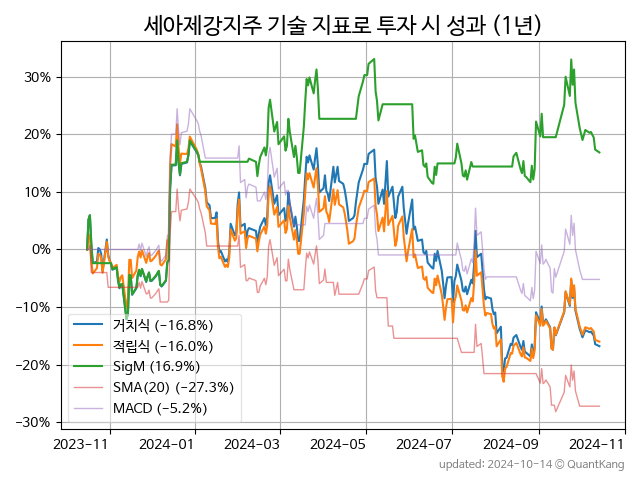 세아제강지주 기술 지표로 투자 시 성과 (1년)
30%
20%
10%
0%
−10%
−20%
−30%
거치식 (−16.8%)
적립식 (−16.0%)
SigM (16.9%)
SMA(20) (−27.3%)
MACD (−5.2%)
2023-11 2024-01 2024-03 2024-05 2024-07 2024-09 2024-11
updated: 2024-10-14 © QuantKang